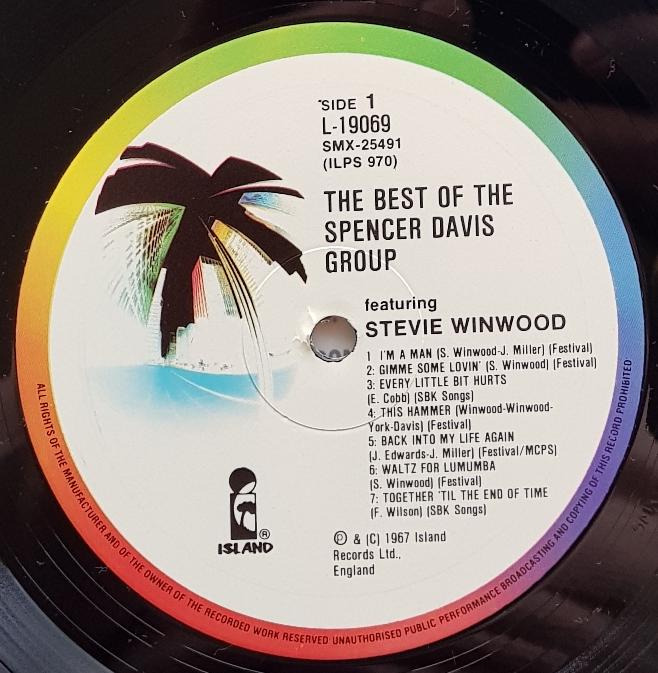 SIDE 1
L-19069
SMX-25491
(ILPS 970)
THE BEST OF THE
SPENCER DAVIS
GROUP
featuring
STEVIE WINWOOD
1 I'M A MAN (S. Winwood-J. Miller) (Festival)
2: GIMME SOME LOVIN' (S. Winwood) (Festival)
3: EVERY LITTLE BIT HURTS
(E. Cobb) (SBK Songs)
4: THIS HAMMER (Winwood-Winwood-
York-Davis) (Festival)
5: BACK INTO MY LIFE AGAIN
(J. Edwards-J. Miller) (Festival/MCPS)
6: WALTZ FOR LUMUMBA
(S. Winwood) (Festival)
7: TOGETHER 'TIL THE END OF TIME
(F. Wilson) (SBK Songs)
℗ & (C) 1967 Island
Records Ltd.,
England
ISLAND ®
ALL RIGHTS OF THE MANUFACTURER AND OF THE OWNER OF THE RECORDED WORK RESERVED UNAUTHORISED PUBLIC PERFORMANCE BROADCASTING AND COPYING OF THIS RECORD PROHIBITED